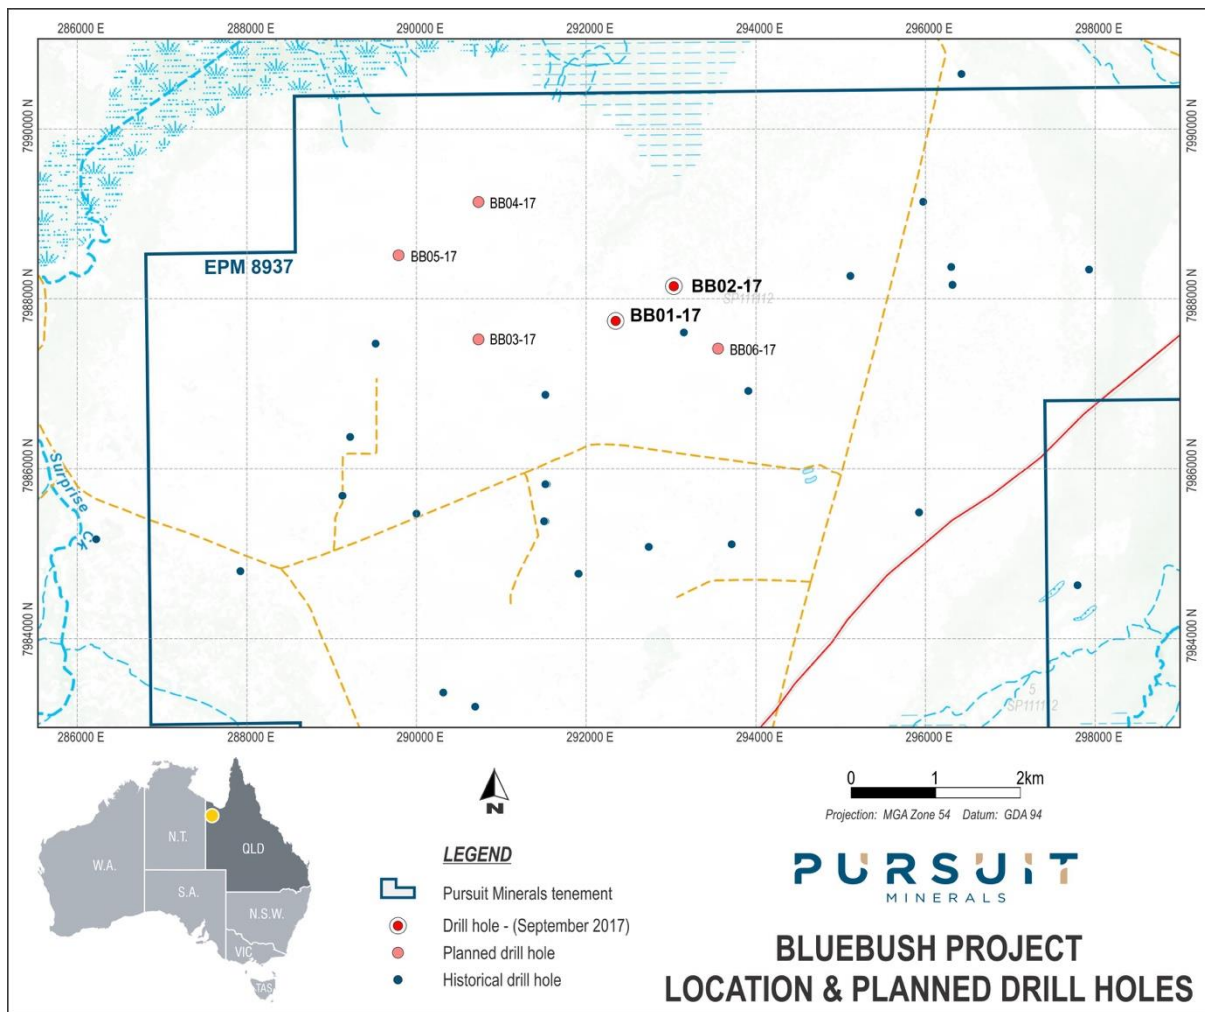 286000 E
288000 E
290000 E
292000 E
294000 E
296000 E
298000 E
7990000 N
7990000 N
BB04-17
BB05-17
EPM 8937
BB02-17
7988000 N
SP111112
7988000 N
BB01-17
BB03-17
BB06-17
7986000 N
7986000 N
Surprise Ck
7984000 N
7984000 N
5
SP111112
286000 E
288000 E
290000 E
292000 E
294000 E
296000 E
298000 E
N.T.
QLD
W.A.
S.A.
N.S.W.
VIC
TAS
N
0 1 2km
Projection: MGA Zone 54 Datum: GDA 94
LEGEND
Pursuit Minerals tenement
Drill hole - (September 2017)
Planned drill hole
Historical drill hole
PURSUIT
MINERALS
BLUEBUSH PROJECT
LOCATION & PLANNED DRILL HOLES